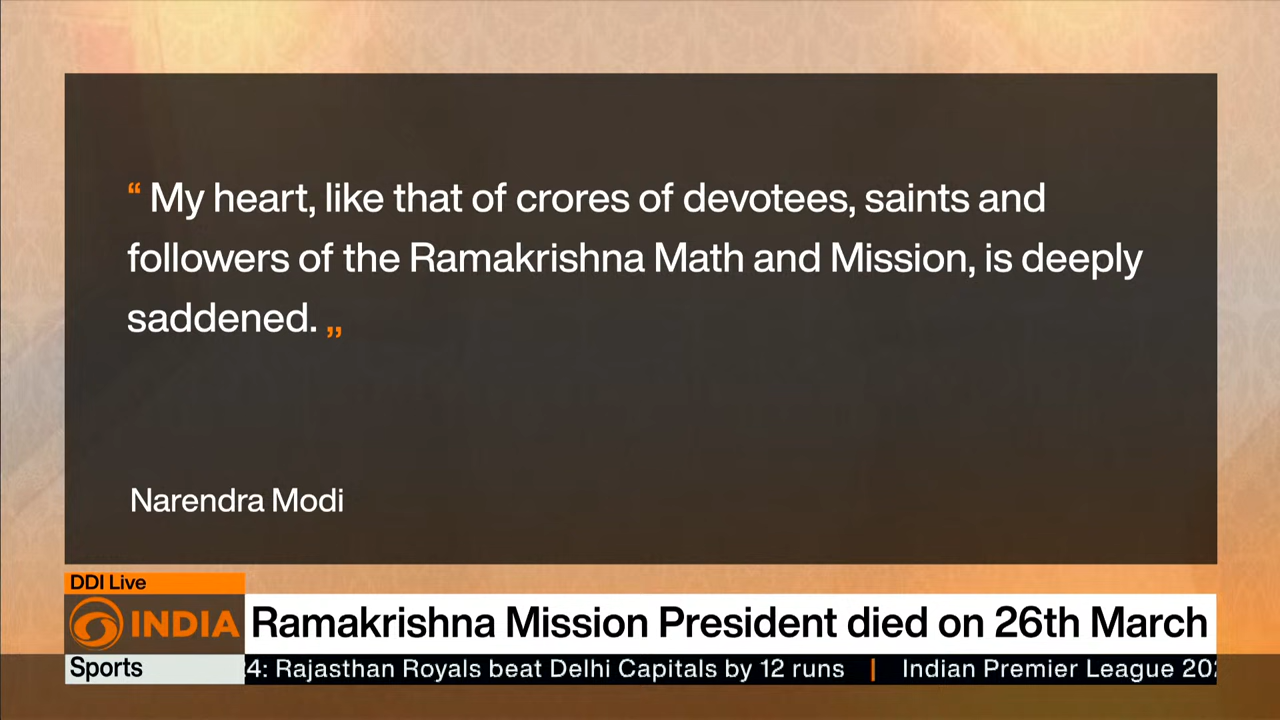 “ My heart, like that of crores of devotees, saints and
followers of the Ramakrishna Math and Mission, is deeply
saddened. „
Narendra Modi
DDI Live
INDIA
Ramakrishna Mission President died on 26th March
Sports
4: Rajasthan Royals beat Delhi Capitals by 12 runs | Indian Premier League 202